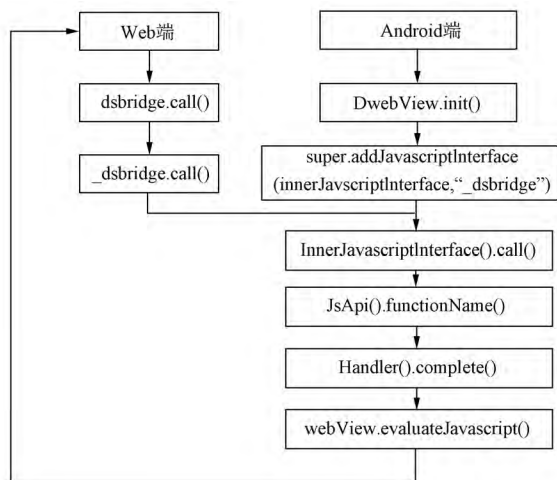 Web端
Android端
dsbridge.call()
DwebView.init()
_dsbridge.call()
super.addJavascriptInterface
(innerJavscriptInterface,“_dsbridge”)
InnerJavascriptInterface().call()
JsApi().functionName()
Handler().complete()
webView.evaluateJavascript()